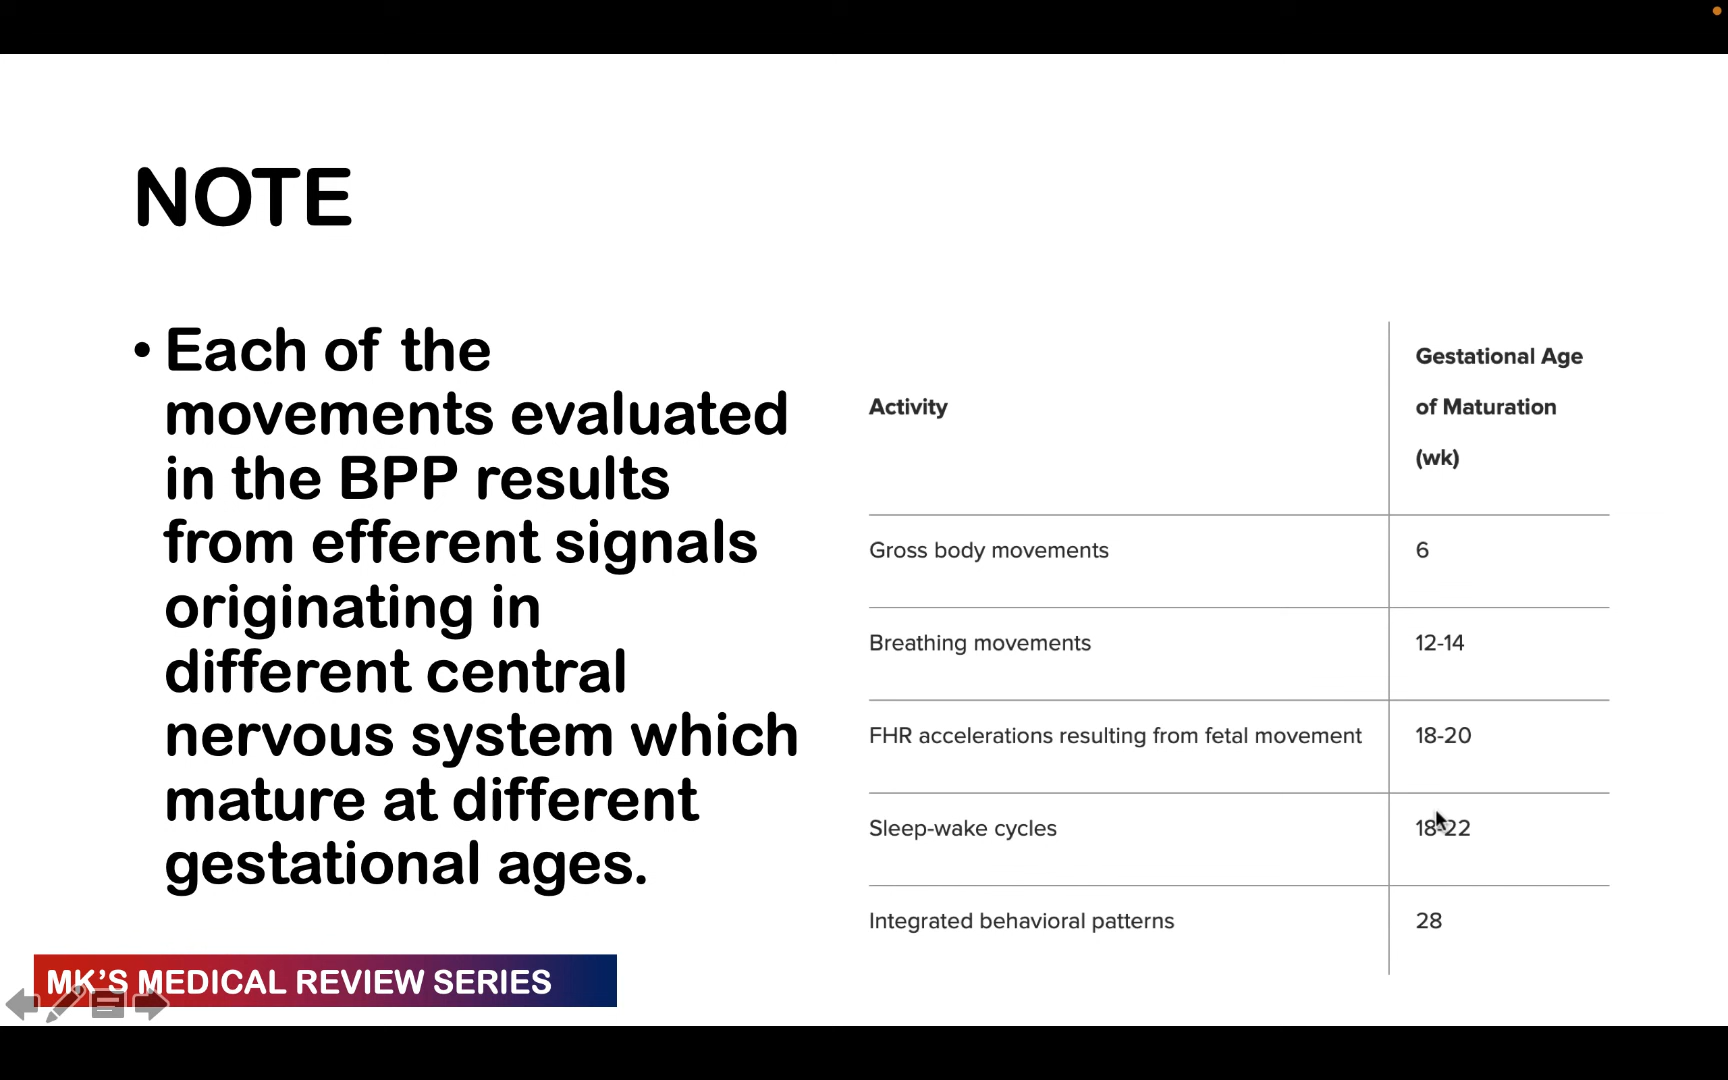 NOTE
• Each of the
movements evaluated
in the BPP results
from efferent signals
originating in
different central
nervous system which
mature at different
gestational ages.
Activity
Gestational Age
of Maturation
(wk)
Gross body movements 6
Breathing movements 12-14
FHR accelerations resulting from fetal movement 18-20
Sleep-wake cycles 18-22
Integrated behavioral patterns 28
MK'S MEDICAL REVIEW SERIES